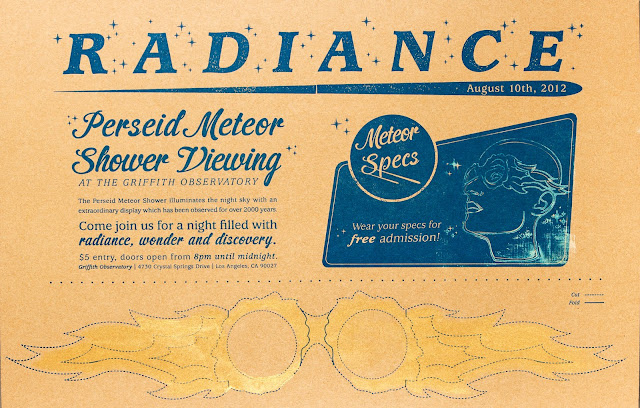 RADIANCE
August 10th, 2012
Perseid Meteor
Shower Viewing
AT THE GRIFFITH OBSERVATORY
The Perseid Meteor Shower illuminates the night sky with an
extraordinary display which has been observed for over 2000 years.
Come join us for a night filled with
radiance, wonder and discovery.
$5 entry, doors open from 8pm until midnight.
Griffith Observatory | 4730 Crystal Springs Drive | Los Angeles, CA 90027
Meteor
Specs
Wear your specs for
free admission!
Cut
Fold